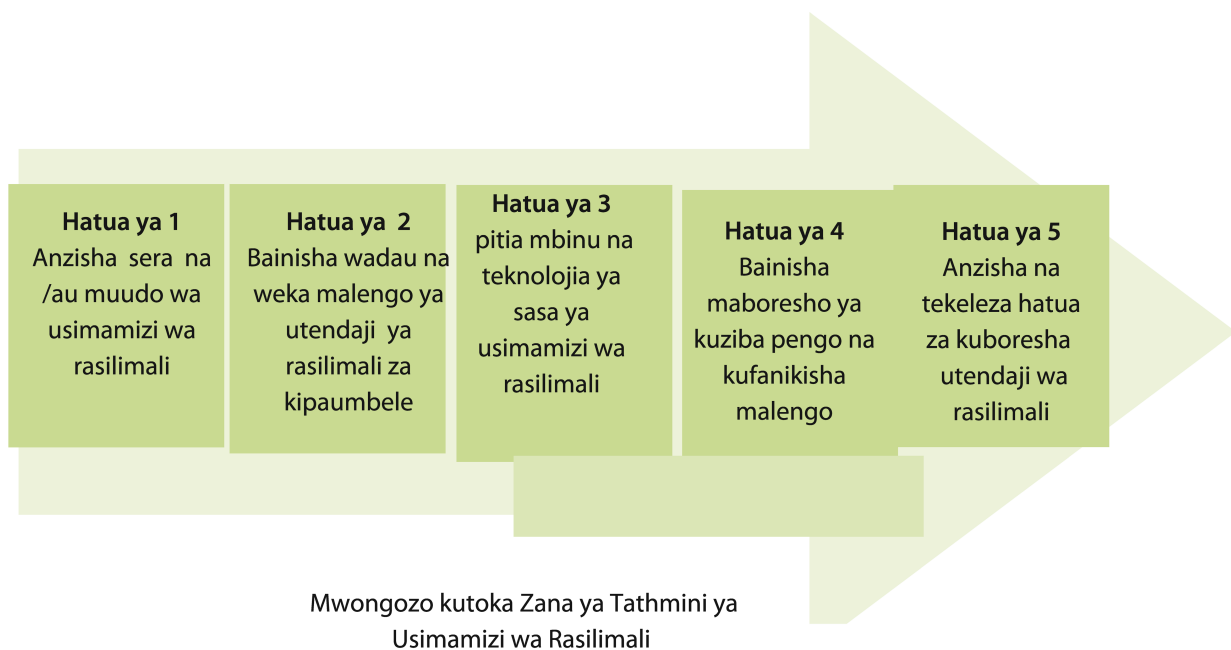 Hatua ya 1
Anzisha sera na
/au muudo wa
usimamizi wa
rasilimali
Hatua ya 2
Bainisha wadau na
weka malengo ya
utendaji ya
rasilimali za
kipaumbele
Hatua ya 3
pitia mbinu na
teknolojia ya
sasa ya
usimamizi wa
rasilimali
Hatua ya 4
Bainisha
maboresho ya
kuziba pengo na
kufanikisha
malengo
Hatua ya 5
Anzisha na
tekeleza hatua
za kuboresha
utendaji wa
rasilimali
Mwongozo kutoka Zana ya Tathmini ya
Usimamizi wa Rasilimali